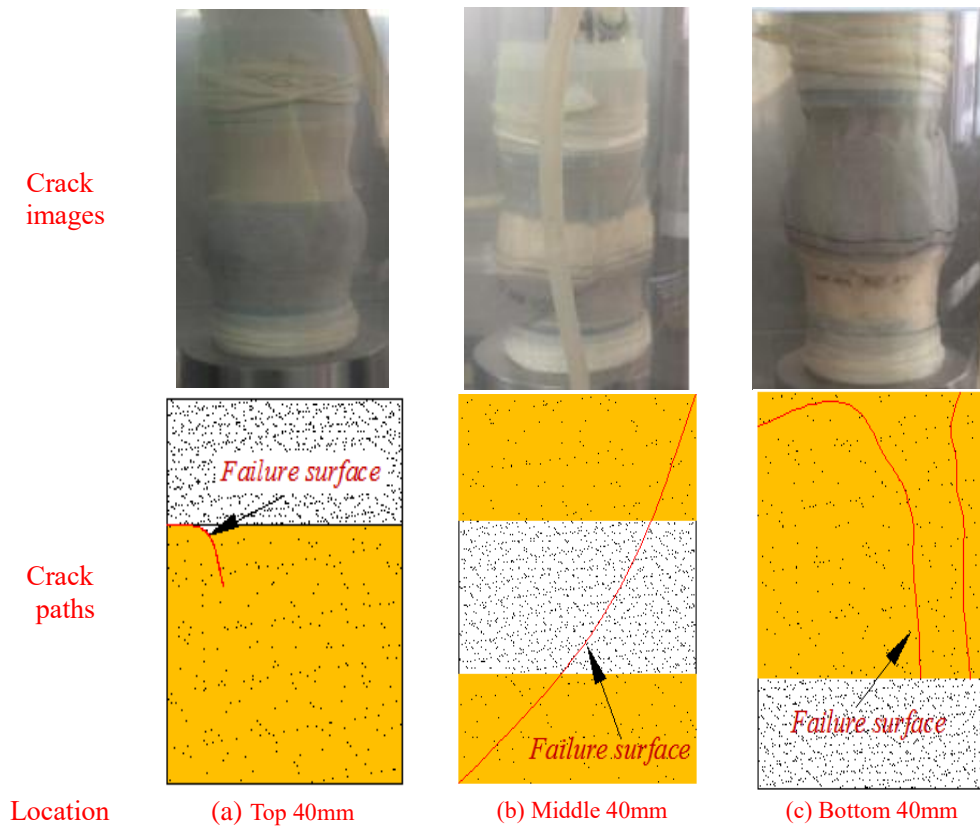 Crack
images
Failure surface
Failure surface
Failure surface
Crack
paths
Location
(a) Top 40mm
(b) Middle 40mm
(c) Bottom 40mm